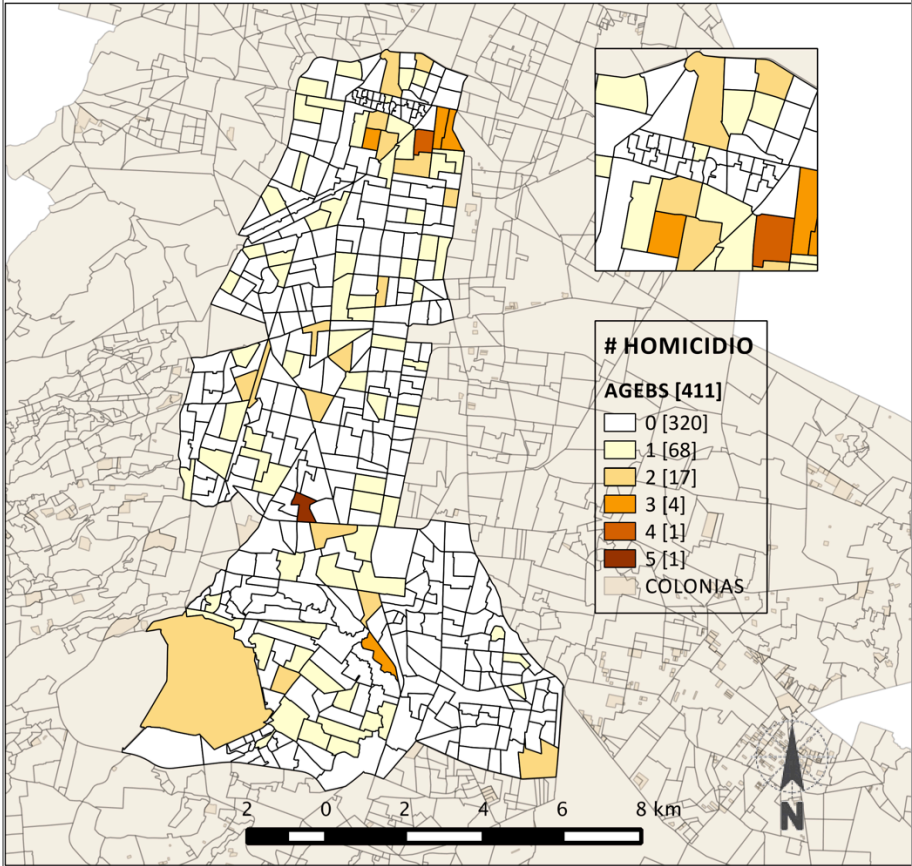 # HOMICIDIO
AGEBS [411]
0 [320]
1 [68]
2 [17]
3 [4]
4 [1]
5 [1]
COLONIAS
2 0 2 4 6 8 km
N